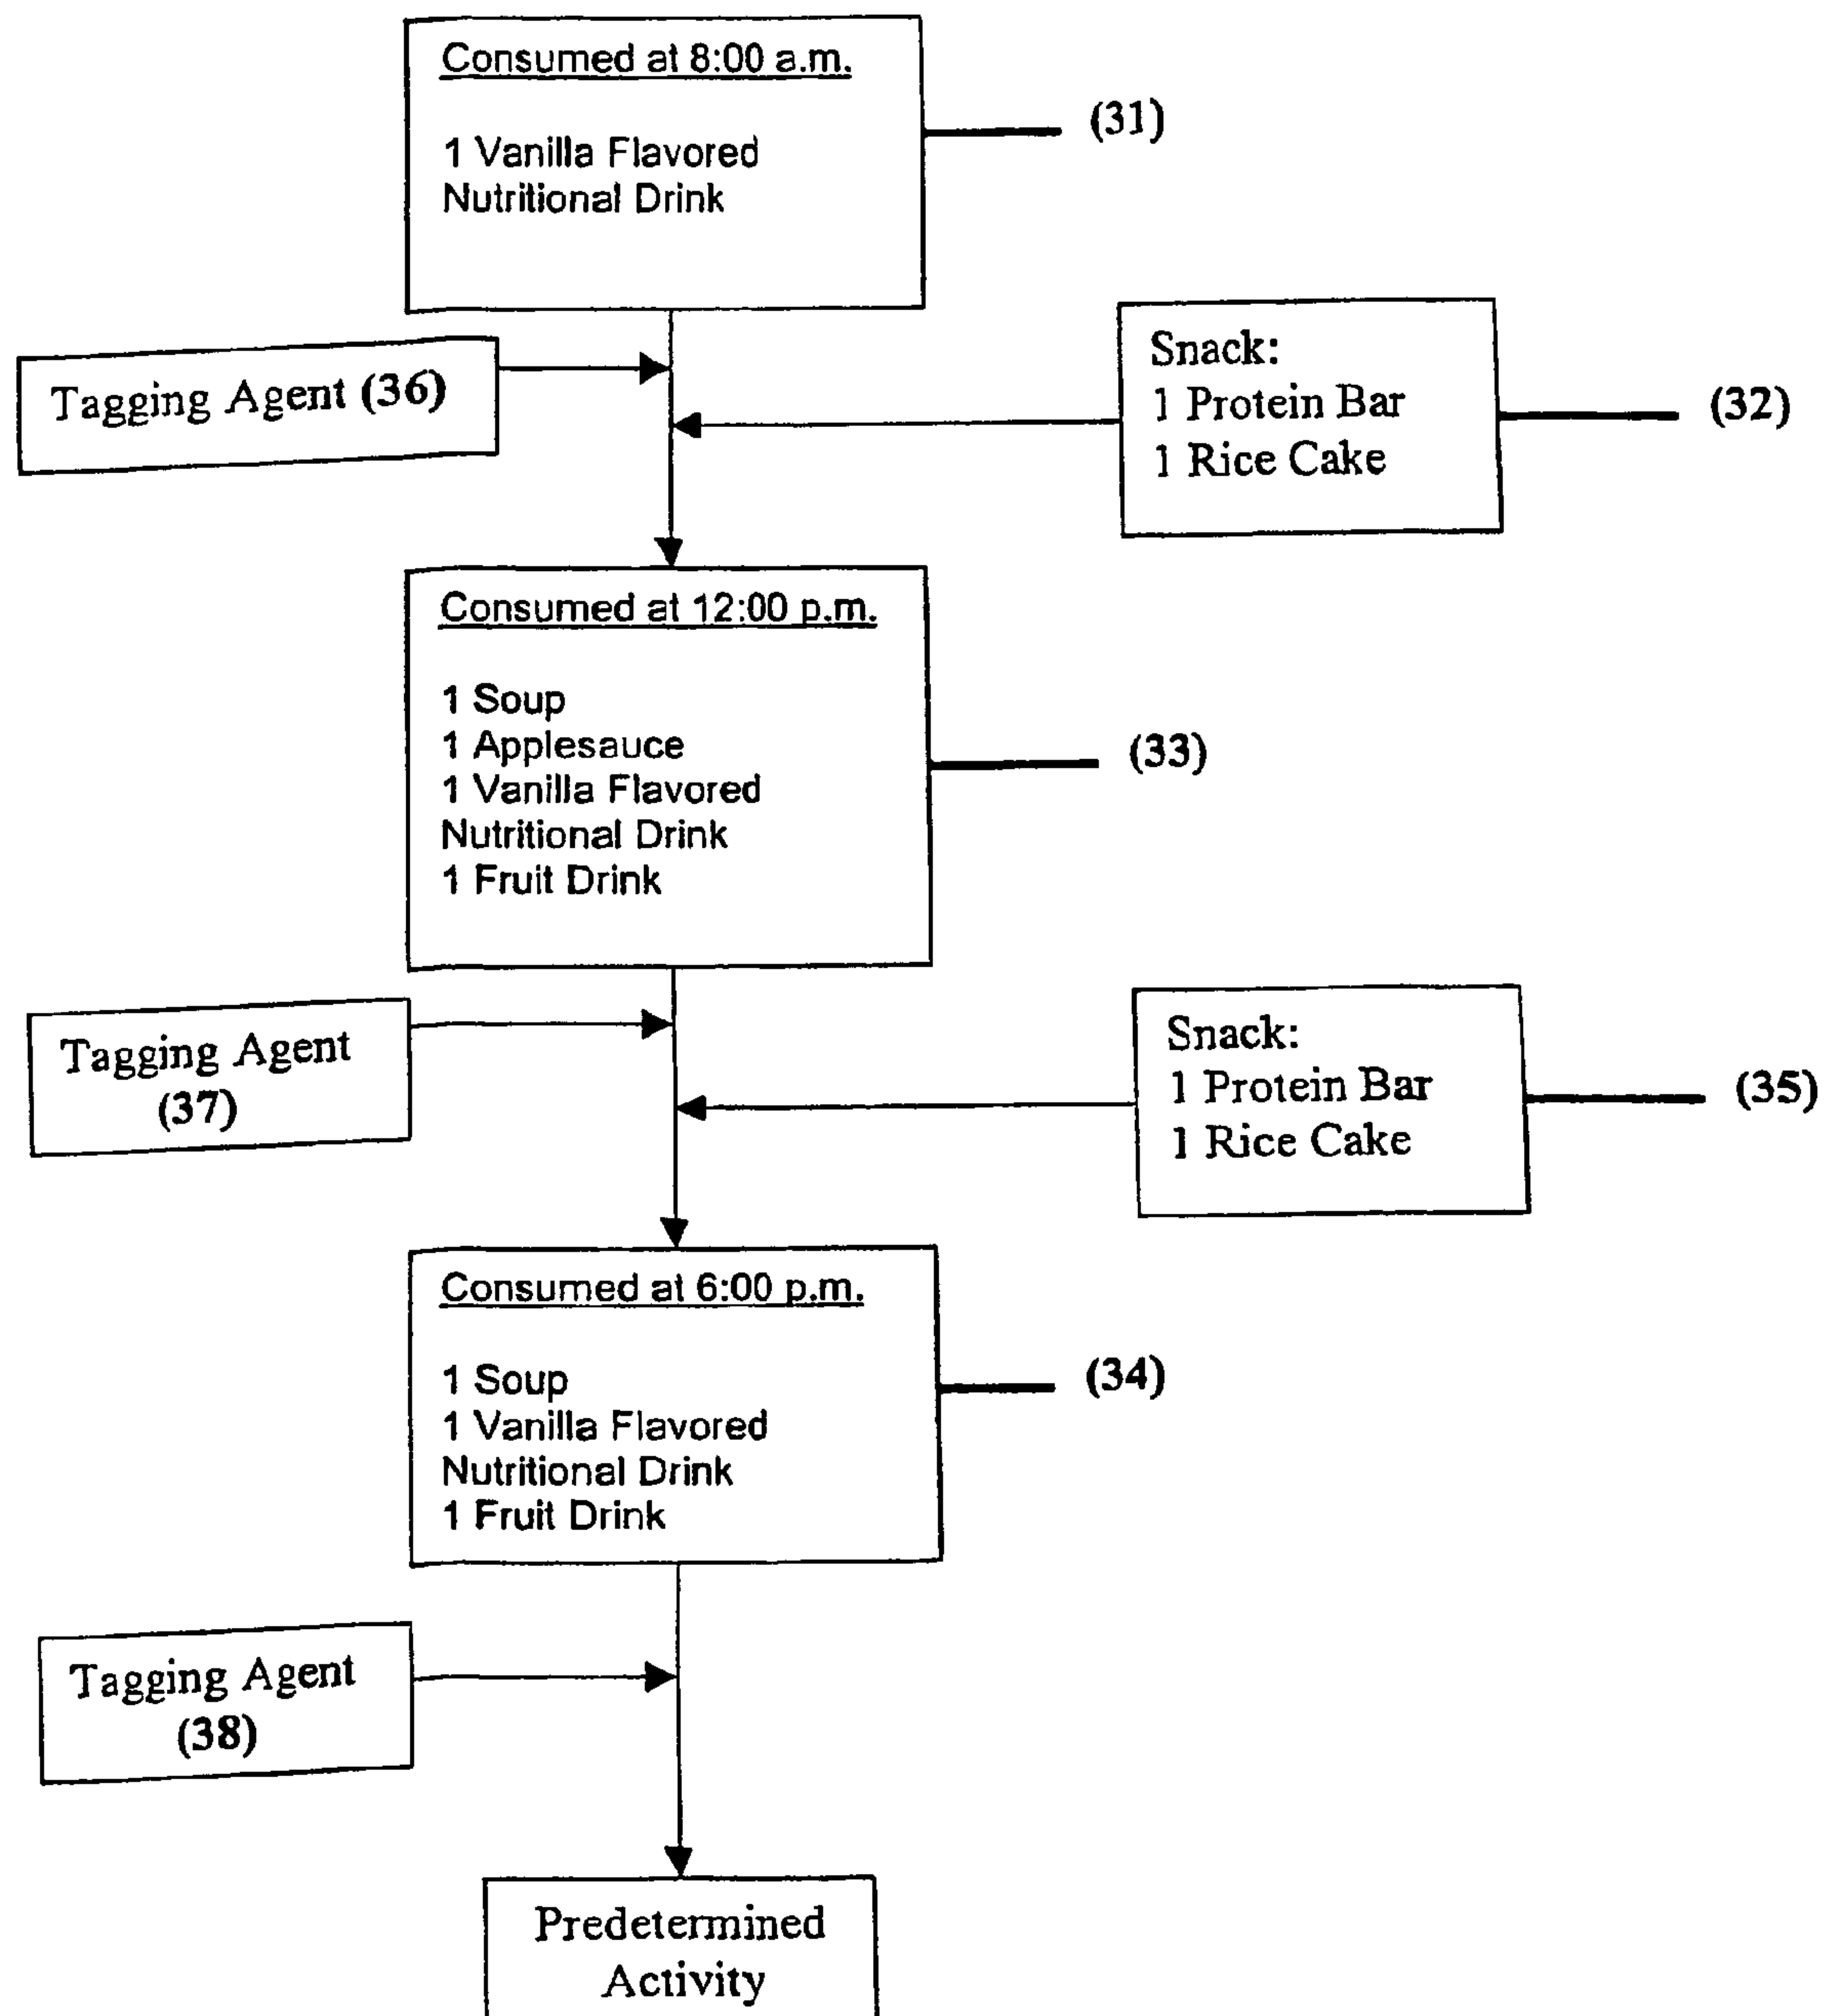 Consumed at 8:00 a.m.
1 Vanilla Flavored
Nutritional Drink
(31)
Tagging Agent (36)
Snack:
1 Protein Bar
1 Rice Cake
(32)
Consumed at 12:00 p.m.
1 Soup
1 Applesauce
1 Vanilla Flavored
Nutritional Drink
1 Fruit Drink
(33)
Tagging Agent
(37)
Snack:
1 Protein Bar
1 Rice Cake
(35)
Consumed at 6:00 p.m.
1 Soup
1 Vanilla Flavored
Nutritional Drink
1 Fruit Drink
(34)
Tagging Agent
(38)
Predetermined
Activity